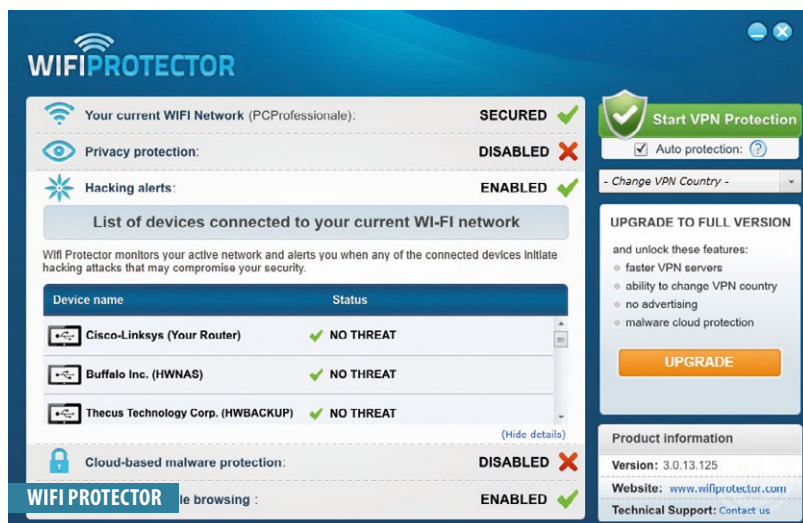 WIFIPROTECTOR
Your current WIFI Network (PCProfessionale): SECURED
Privacy protection: DISABLED
Hacking alerts: ENABLED
List of devices connected to your current WI-FI network
Wifi Protector monitors your active network and alerts you when any of the connected devices initiate
hacking attacks that may compromise your security.
Device name Status
Cisco-Linksys (Your Router) NO THREAT
Buffalo Inc. (HWNAS) NO THREAT
Thecus Technology Corp. (HWBACKUP) NO THREAT
(Hide details)
Cloud-based malware protection: DISABLED
le browsing : ENABLED
WIFI PROTECTOR
Start VPN Protection
Auto protection: (?)
- Change VPN Country -
UPGRADE TO FULL VERSION
and unlock these features:
faster VPN servers
ability to change VPN country
no advertising
malware cloud protection
UPGRADE
Product information
Version: 3.0.13.125
Website: www.wifiprotector.com
Technical Support: Contact us